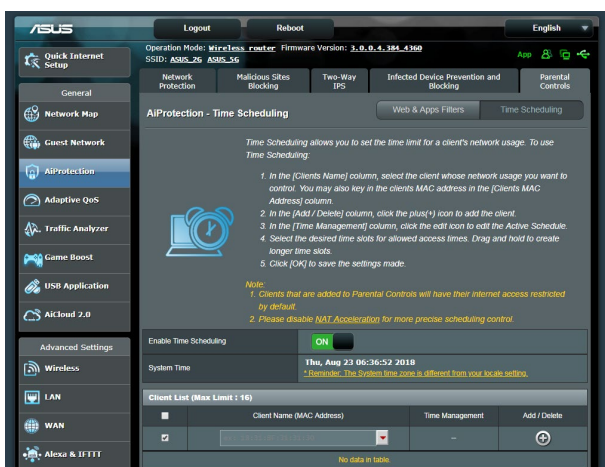 ASUS
Logout
Reboot
English
Operation Mode: Wireless router Firmware Version: 3.0.0.4.384_4360
SSID: ASUS_2G ASUS_5G
App
Quick Internet
Setup
General
Network Map
Guest Network
AiProtection
Adaptive QoS
Traffic Analyzer
Game Boost
USB Application
AiCloud 2.0
Advanced Settings
Wireless
LAN
WAN
Alexa & IFTTT
Network
Protection
Malicious Sites
Blocking
Two-Way
IPS
Infected Device Prevention and
Blocking
Parental
Controls
AiProtection - Time Scheduling
Web & Apps Filters
Time Scheduling
Time Scheduling allows you to set the time limit for a client's network usage. To use
Time Scheduling:
1. In the [Clients Name] column, select the client whose network usage you want to
control. You may also key in the clients MAC address in the [Clients MAC
Address] column.
2. In the [Add / Delete] column, click the plus(+) icon to add the client.
3. In the [Time Management] column, click the edit icon to edit the Active Schedule.
4. Select the desired time slots for allowed access times. Drag and hold to create
longer time slots.
5. Click [OK] to save the settings made.
Note:
1. Clients that are added to Parental Controls will have their internet access restricted
by default.
2. Please disable NAT Acceleration for more precise scheduling control.
Enable Time Scheduling
ON
System Time
Thu, Aug 23 06:36:52 2018
* Reminder: The System time zone is different from your locale setting.
Client List (Max Limit : 16)
Client Name (MAC Address)
Time Management
Add / Delete
--
No data in table.